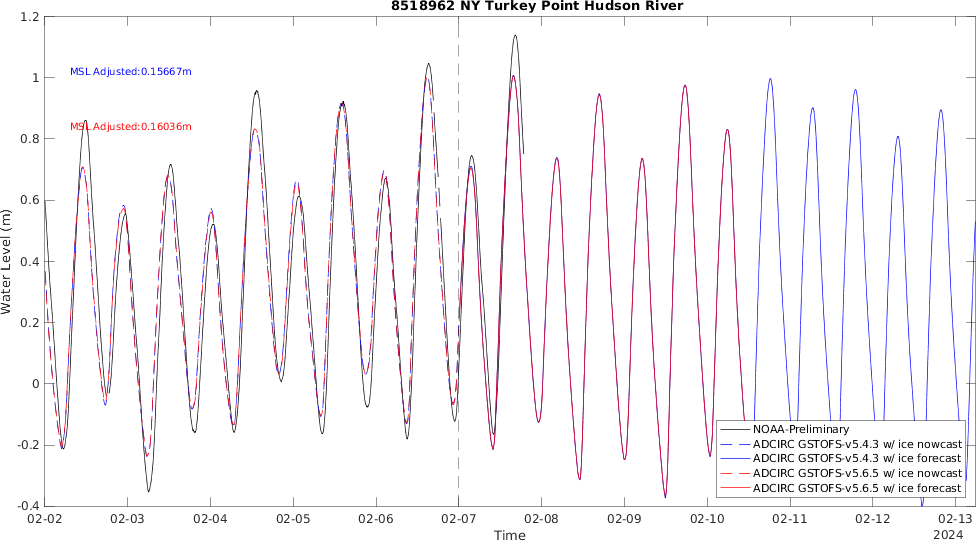 8518962 NY Turkey Point Hudson River
1.2
1
0.8
0.6
0.4
0.2
0
-0.2
-0.4
Water Level (m)
MSL Adjusted:0.15667m
MSL Adjusted:0.16036m
NOAA-Preliminary
ADCIRC GSTOFS-v5.4.3 w/ ice nowcast
ADCIRC GSTOFS-v5.4.3 w/ ice forecast
ADCIRC GSTOFS-v5.6.5 w/ ice nowcast
ADCIRC GSTOFS-v5.6.5 w/ ice forecast
02-02 02-03 02-04 02-05 02-06 02-07 02-08 02-09 02-10 02-11 02-12 02-13
Time
2024